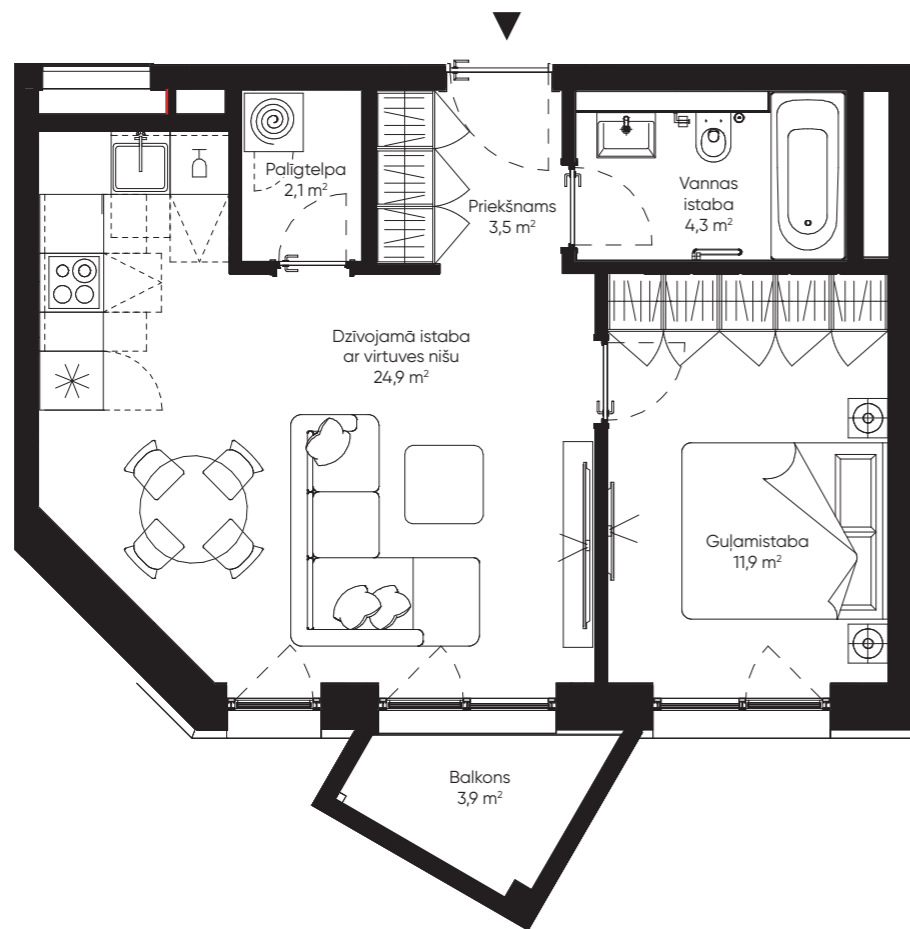 Palīgtelpa
2,1 m²
Priekšnams
3,5 m²
Vannas
istaba
4,3 m²
Dzīvojamā istaba
ar virtuves nišu
24,9 m²
Guļamistaba
11,9 m²
Balkons
3,9 m²